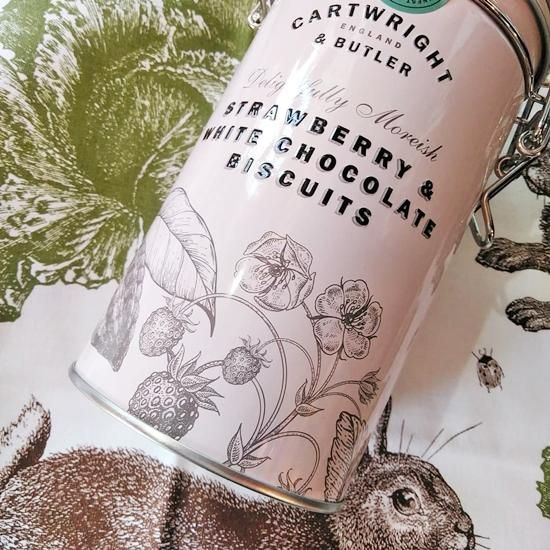 CARTWRIGHT
ENGLAND
& BUTLER
Delightfully Moreish
STRAWBERRY &
WHITE CHOCOLATE
BISCUITS